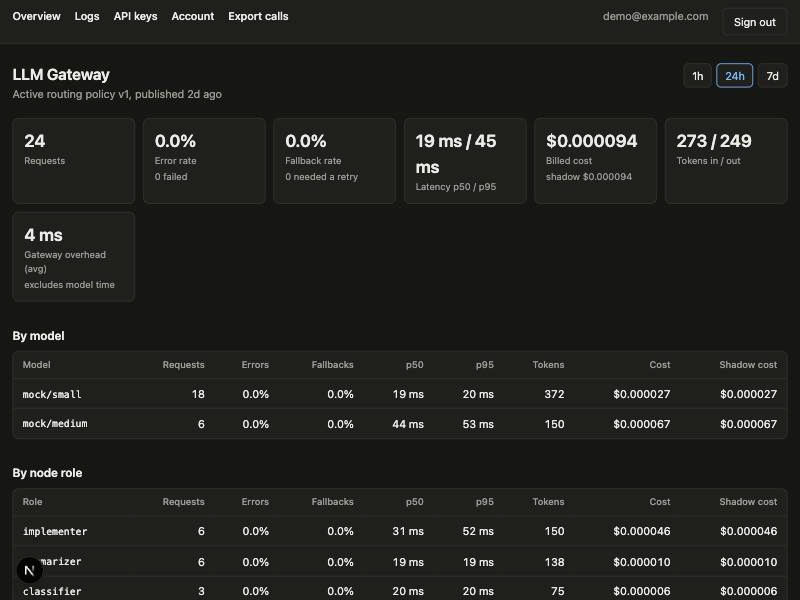 Overview Logs API keys Account Export calls demo@example.com Sign out
LLM Gateway 1h 24h 7d
Active routing policy v1, published 2d ago
24 0.0% 0.0% 19 ms / 45 ms $0.000094 273 / 249
Requests Error rate Fallback rate Latency p50 / p95 Billed cost Tokens in / out
0 failed 0 needed a retry shadow $0.000094
4 ms
Gateway overhead
(avg)
excludes model time
By model
Model Requests Errors Fallbacks p50 p95 Tokens Cost Shadow cost
mock/small 18 0.0% 0.0% 19 ms 20 ms 372 $0.000027 $0.000027
mock/medium 6 0.0% 0.0% 44 ms 53 ms 150 $0.000067 $0.000067
By node role
Role Requests Errors Fallbacks p50 p95 Tokens Cost Shadow cost
implementer 6 0.0% 0.0% 31 ms 52 ms 150 $0.000046 $0.000046
N marizer 6 0.0% 0.0% 19 ms 19 ms 138 $0.000010 $0.000010
classifier 3 0.0% 0.0% 20 ms 20 ms 75 $0.000006 $0.000006